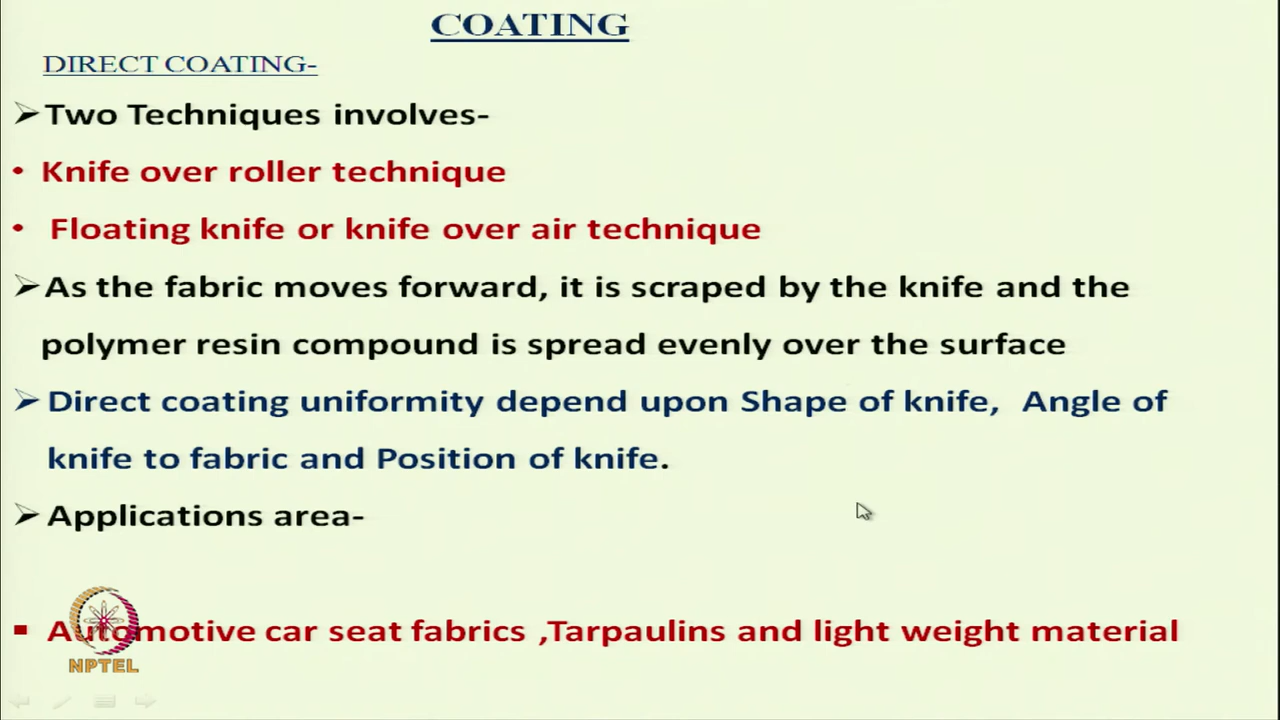 COATING
DIRECT COATING-
Two Techniques involves-
• Knife over roller technique
• Floating knife or knife over air technique
As the fabric moves forward, it is scraped by the knife and the
polymer resin compound is spread evenly over the surface
Direct coating uniformity depend upon Shape of knife, Angle of
knife to fabric and Position of knife.
Applications area-
Automotive car seat fabrics ,Tarpaulins and light weight material
NPTEL